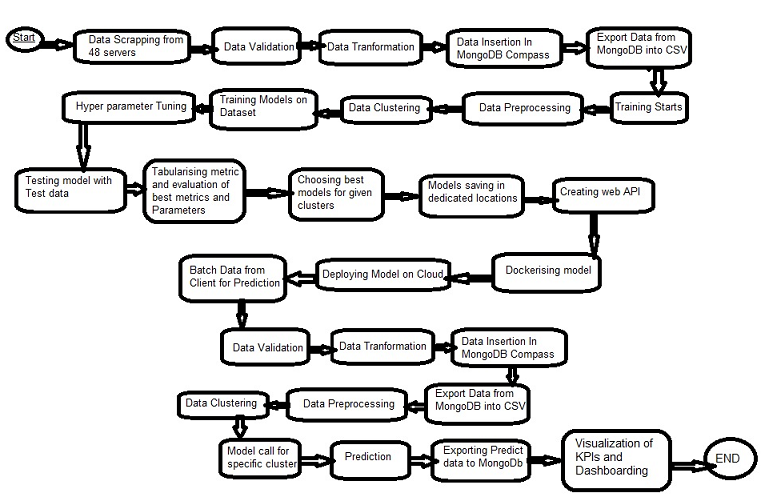 Start
Data Scrapping from
48 servers
Data Validation
Data Tranformation
Data Insertion In
MongoDB Compass
Export Data from
MongoDB into CSV
Training Starts
Data Preprocessing
Data Clustering
Training Models on
Dataset
Hyper parameter Tuning
Testing model with
Test data
Tabularising metric
and evaluation of
best metrics and
Parameters
Choosing best
models for given
clusters
Models saving in
dedicated locations
Creating web API
Dockerising model
Deploying Model on Cloud
Batch Data from
Client for Prediction
Data Validation
Data Tranformation
Data Insertion In
MongoDB Compass
Export Data from
MongoDB into CSV
Data Preprocessing
Data Clustering
Model call for
specific cluster
Prediction
Exporting Predict
data to MongoDb
Visualization of
KPIs and
Dashboarding
END